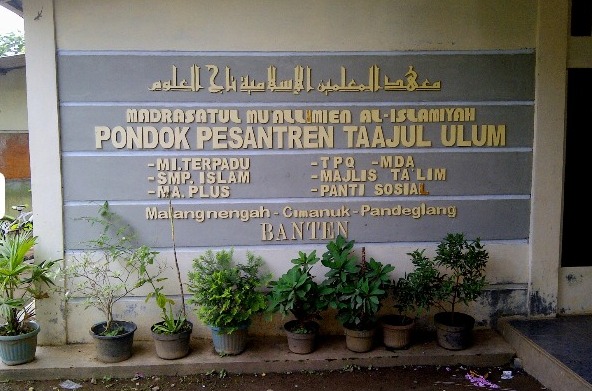 معهد المعلمين الإسلامية تاج العلوم
MADRASATUL MU'ALLIMIEN AL-ISLAMIYAH
PONDOK PESANTREN TAAJUL ULUM
-MI.TERPADU -TPQ -MDA
-SMP. ISLAM -MAJLIS TA'LIM
-MA. PLUS -PANTI SOSIAL
Malangnengah - Cimanuk - Pandeglang
BANTEN